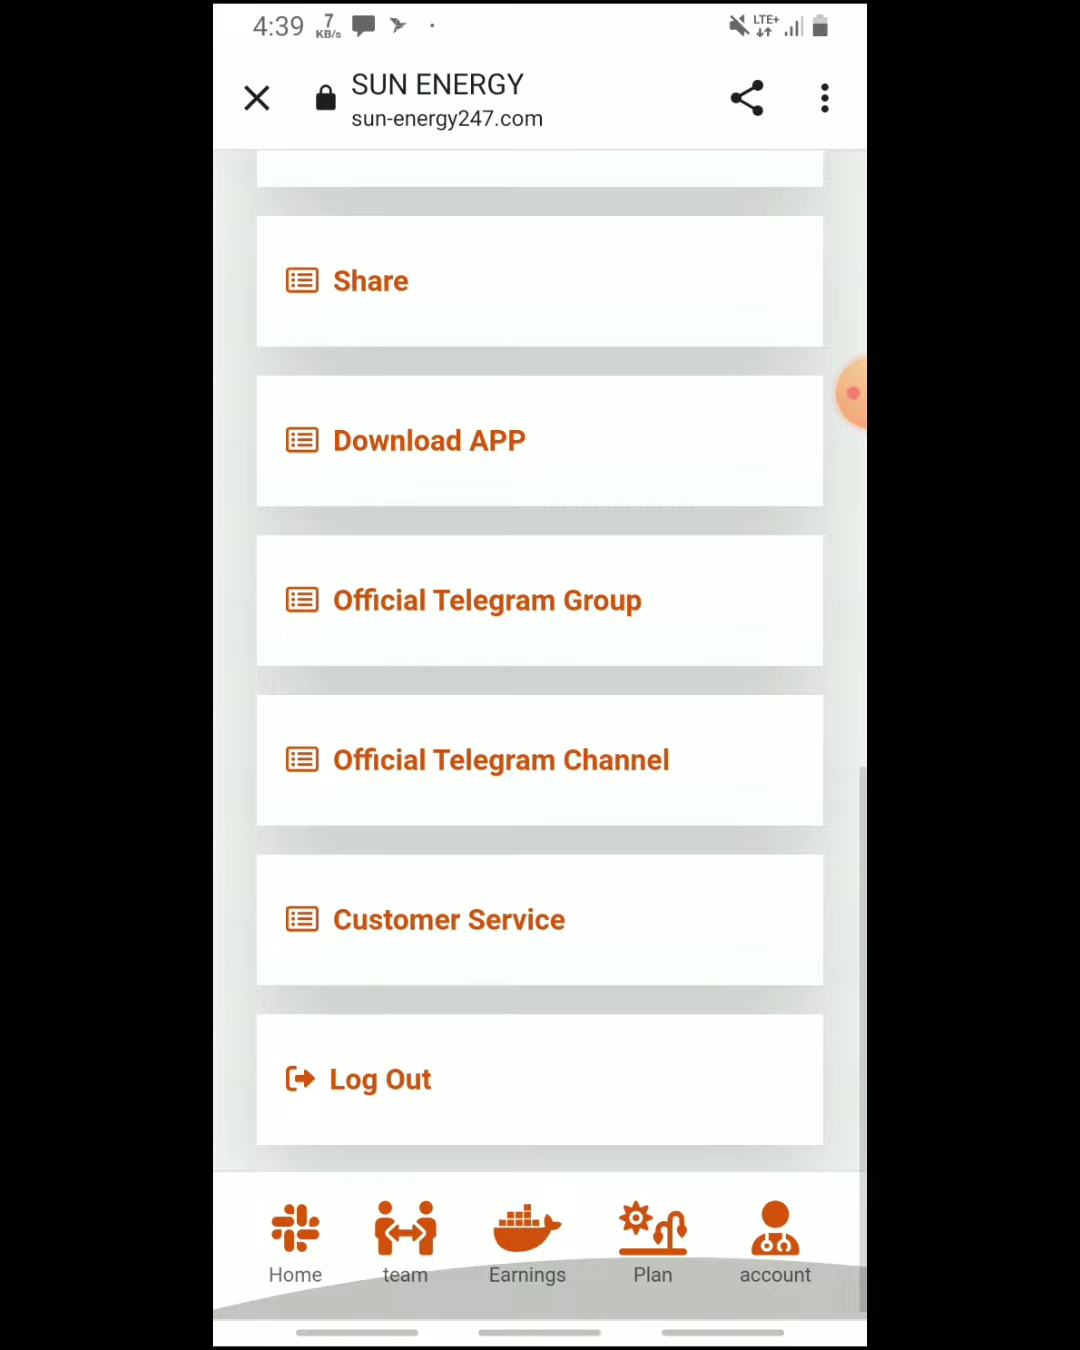 4:39 7 KB/s LTE+
SUN ENERGY
sun-energy247.com
Share
Download APP
Official Telegram Group
Official Telegram Channel
Customer Service
Log Out
Home team Earnings Plan account